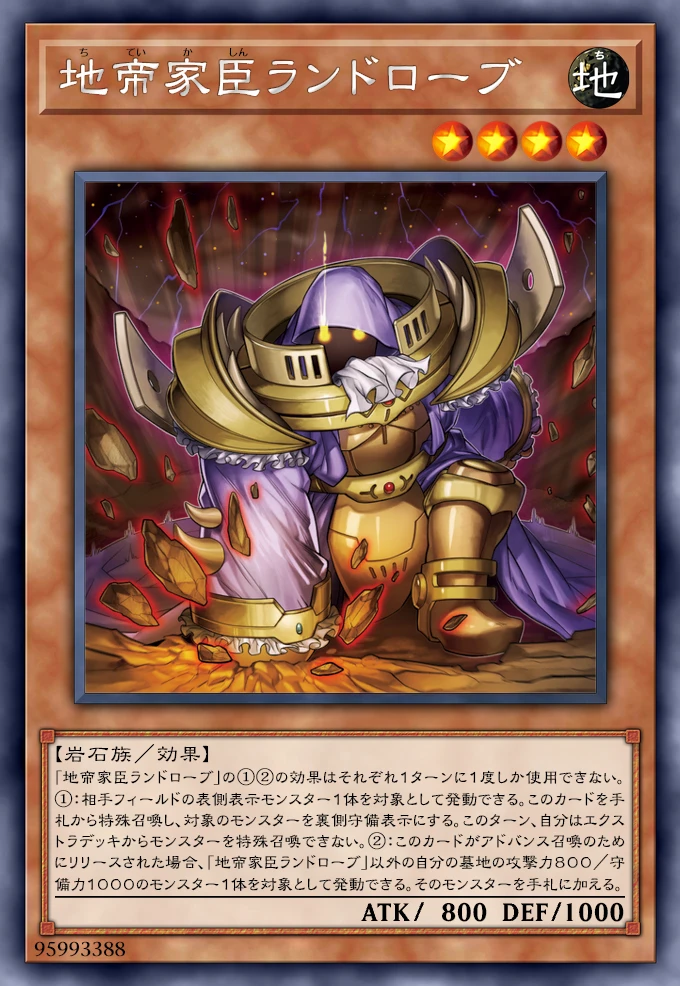 ち てい か しん
地帝家臣ランドローブ
ち
地
【岩石族／効果】
「地帝家臣ランドローブ」の①②の効果はそれぞれ1ターンに1度しか使用できない。
①：相手フィールドの表側表示モンスター1体を対象として発動できる。このカードを手
札から特殊召喚し、対象のモンスターを裏側守備表示にする。このターン、自分はエクス
トラデッキからモンスターを特殊召喚できない。②：このカードがアドバンス召喚のため
にリリースされた場合、「地帝家臣ランドローブ」以外の自分の墓地の攻撃力800／守
備力1000のモンスター1体を対象として発動できる。そのモンスターを手札に加える。
ATK/ 800 DEF/1000
95993388